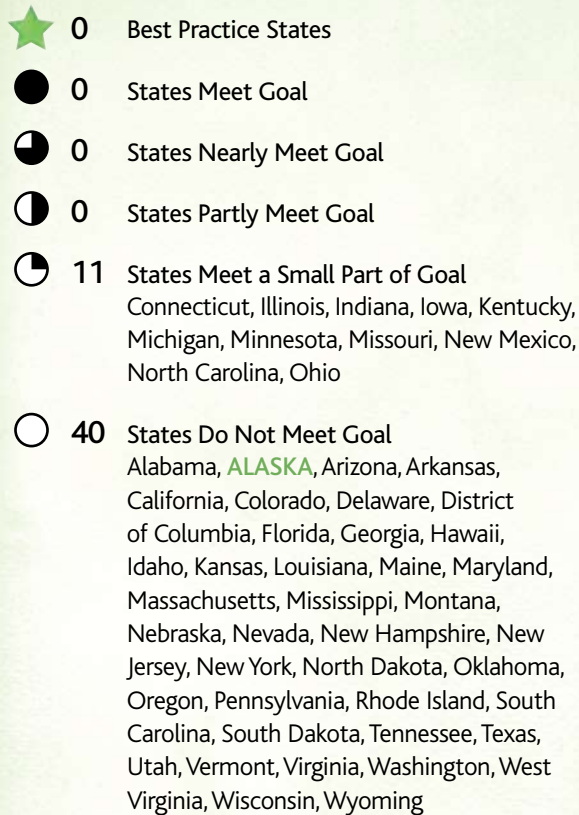 0 Best Practice States
0 States Meet Goal
0 States Nearly Meet Goal
0 States Partly Meet Goal
11 States Meet a Small Part of Goal
Connecticut, Illinois, Indiana, Iowa, Kentucky,
Michigan, Minnesota, Missouri, New Mexico,
North Carolina, Ohio
40 States Do Not Meet Goal
Alabama, ALASKA, Arizona, Arkansas,
California, Colorado, Delaware, District
of Columbia, Florida, Georgia, Hawaii,
Idaho, Kansas, Louisiana, Maine, Maryland,
Massachusetts, Mississippi, Montana,
Nebraska, Nevada, New Hampshire, New
Jersey, New York, North Dakota, Oklahoma,
Oregon, Pennsylvania, Rhode Island, South
Carolina, South Dakota, Tennessee, Texas,
Utah, Vermont, Virginia, Washington, West
Virginia, Wisconsin, Wyoming